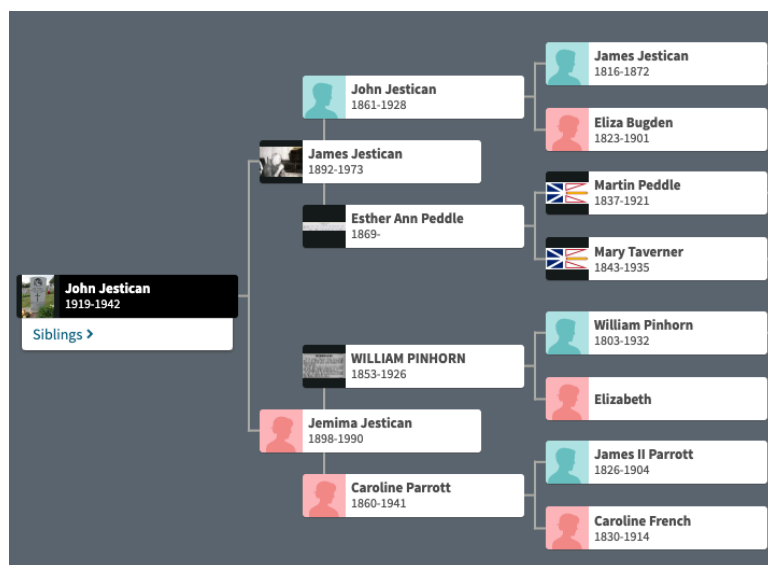 James Jestican
1816-1872
John Jestican
1861-1928
Eliza Bugden
1823-1901
James Jestican
1892-1973
Martin Peddle
1837-1921
Esther Ann Peddle
1869-
Mary Taverner
1843-1935
John Jestican
1919-1942
Siblings >
William Pinhorn
1803-1932
WILLIAM PINHORN
1853-1926
Elizabeth
Jemima Jestican
1898-1990
James II Parrott
1826-1904
Caroline Parrott
1860-1941
Caroline French
1830-1914